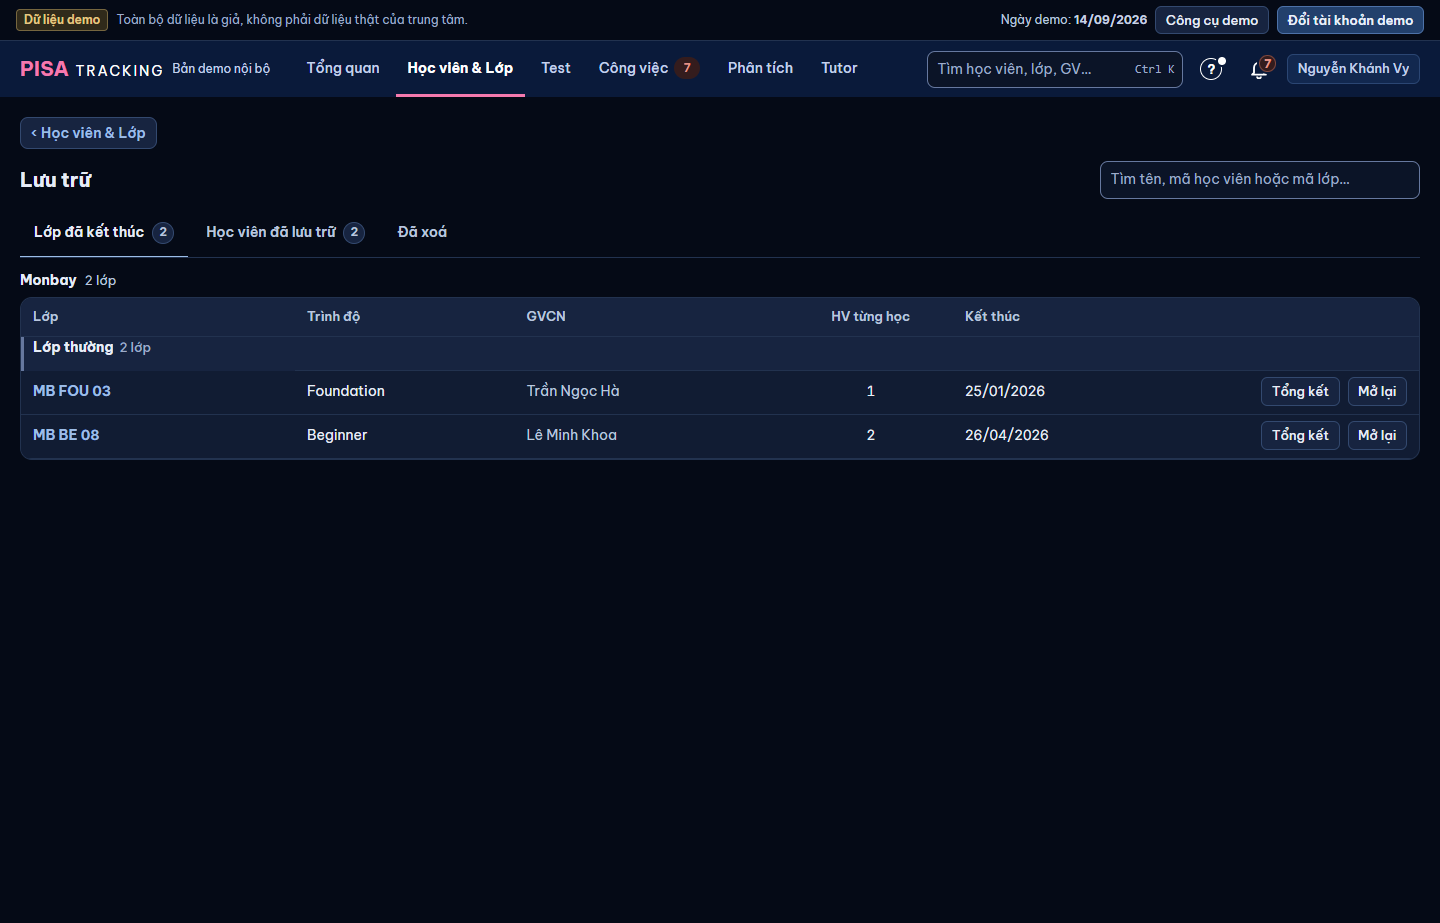 Dữ liệu demo Toàn bộ dữ liệu là giả, không phải dữ liệu thật của trung tâm. Ngày demo: 14/09/2026 Công cụ demo Đổi tài khoản demo
PISA TRACKING Bản demo nội bộ Tổng quan Học viên & Lớp Test Công việc 7 Phân tích Tutor Tìm học viên, lớp, GV... Ctrl K ? 7 Nguyễn Khánh Vy
‹ Học viên & Lớp
Lưu trữ Tìm tên, mã học viên hoặc mã lớp...
Lớp đã kết thúc 2 Học viên đã lưu trữ 2 Đã xoá
Monbay 2 lớp
Lớp Trình độ GVCN HV từng học Kết thúc
Lớp thường 2 lớp
MB FOU 03 Foundation Trần Ngọc Hà 1 25/01/2026 Tổng kết Mở lại
MB BE 08 Beginner Lê Minh Khoa 2 26/04/2026 Tổng kết Mở lại